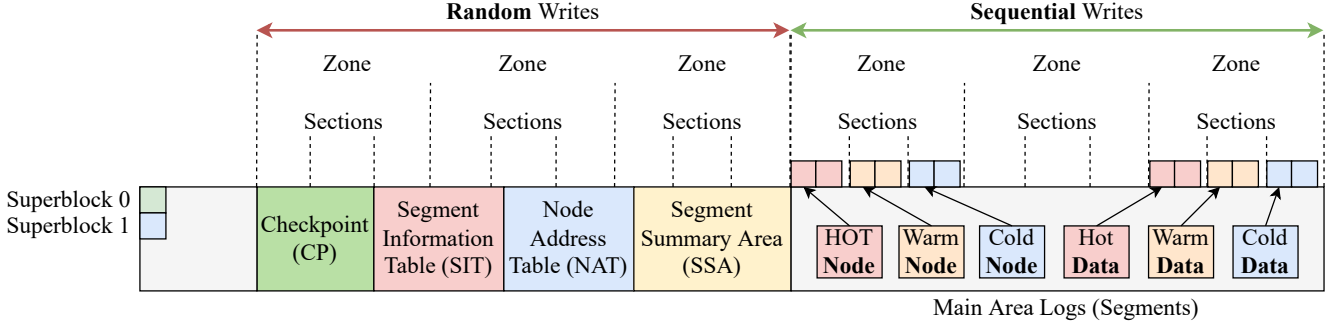 Random Writes
Sequential Writes
Zone
Zone
Zone
Zone
Zone
Zone
Sections
Sections
Sections
Sections
Sections
Sections
Superblock 0
Superblock 1
Checkpoint
(CP)
Segment
Information
Table (SIT)
Node
Address
Table (NAT)
Segment
Summary Area
(SSA)
HOT
Node
Warm
Node
Cold
Node
Hot
Data
Warm
Data
Cold
Data
Main Area Logs (Segments)